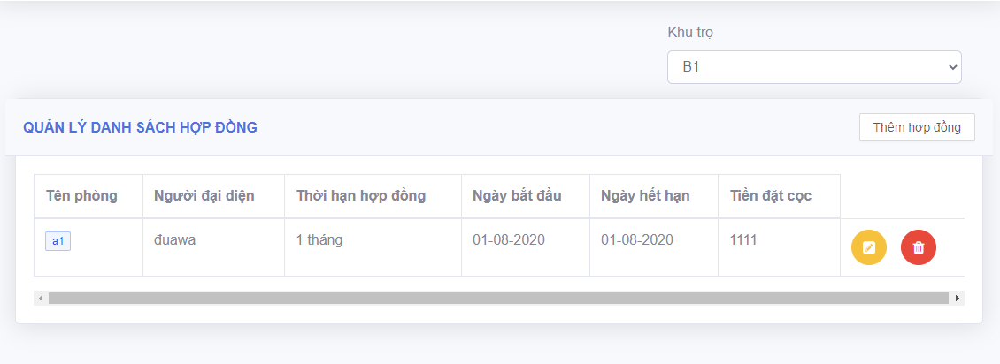 Khu trọ
B1
QUẢN LÝ DANH SÁCH HỢP ĐỒNG
Thêm hợp đồng
Tên phòng Người đại diện Thời hạn hợp đồng Ngày bắt đầu Ngày hết hạn Tiền đặt cọc
a1 đuawa 1 tháng 01-08-2020 01-08-2020 1111